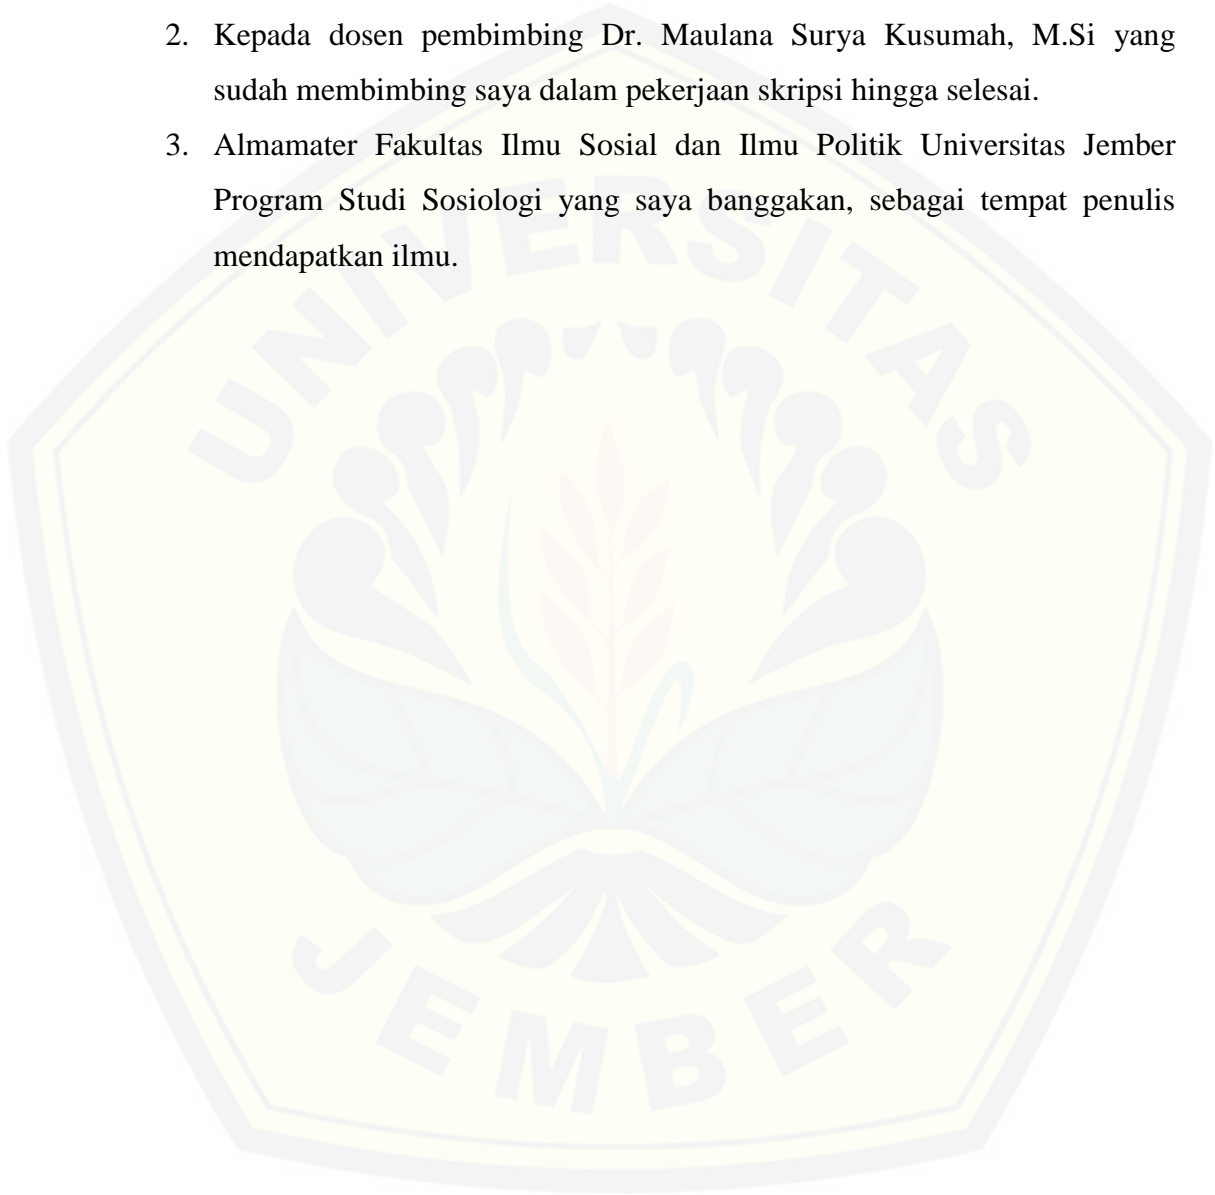 2. Kepada dosen pembimbing Dr. Maulana Surya Kusumah, M.Si yang
sudah membimbing saya dalam pekerjaan skripsi hingga selesai.
3. Almamater Fakultas Ilmu Sosial dan Ilmu Politik Universitas Jember
Program Studi Sosiologi yang saya banggakan, sebagai tempat penulis
mendapatkan ilmu.
UNIVERSITAS
JEMBER